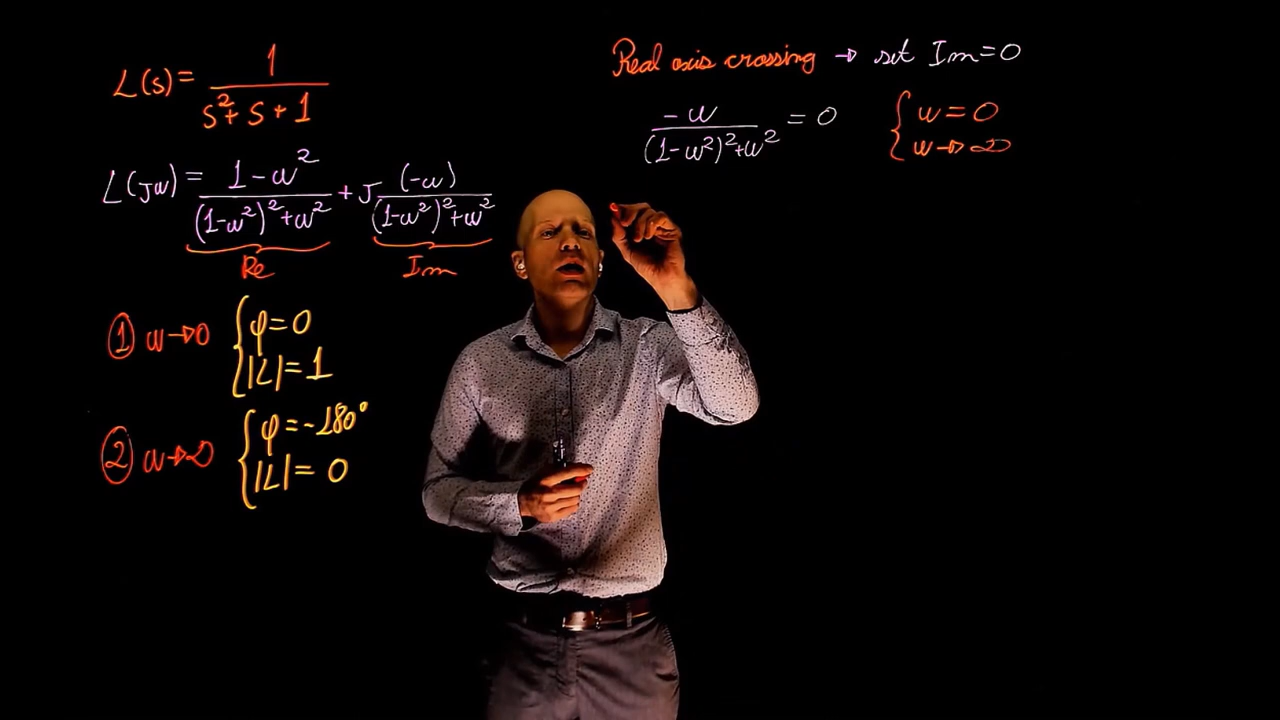 L(s) = 1 / (s² + s + 1)
L(jω) = (1-ω²) / ((1-ω²)²+ω²) + j (-ω) / ((1-ω²)²+ω²)
Re Im
① ω→0 { φ=0
|L|=1
② ω→∞ { φ=-180°
|L|=0
Real axis crossing → set Im=0
-ω / ((1-ω²)²+ω²) = 0 { ω=0
ω→∞